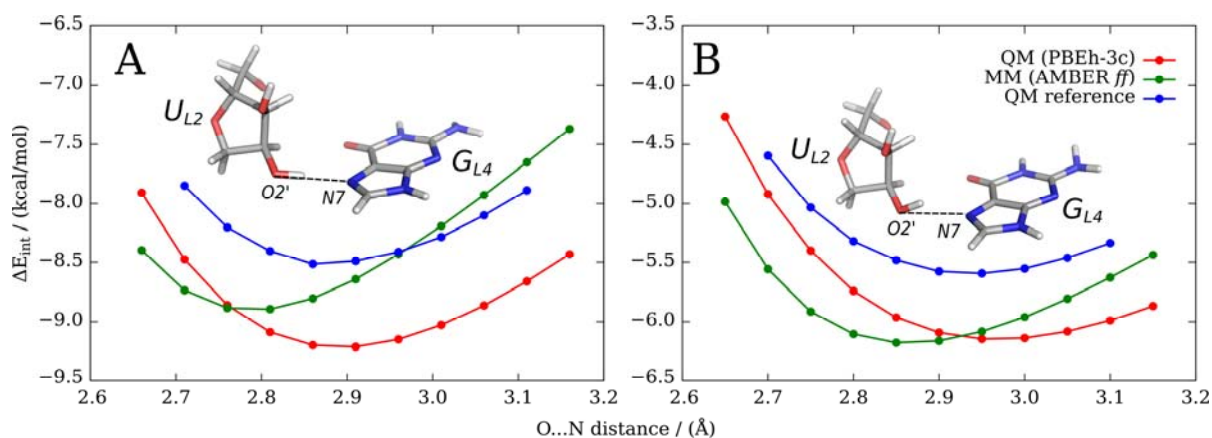 A
B
QM (PBEh-3c)
MM (AMBER ff)
QM reference
U_L2
O2'
N7
G_L4
U_L2
O2'
N7
G_L4
ΔE_int / (kcal/mol)
−6.5
−7.0
−7.5
−8.0
−8.5
−9.0
−9.5
−3.5
−4.0
−4.5
−5.0
−5.5
−6.0
−6.5
2.6 2.7 2.8 2.9 3.0 3.1 3.2
2.6 2.7 2.8 2.9 3.0 3.1 3.2
O...N distance / (Å)